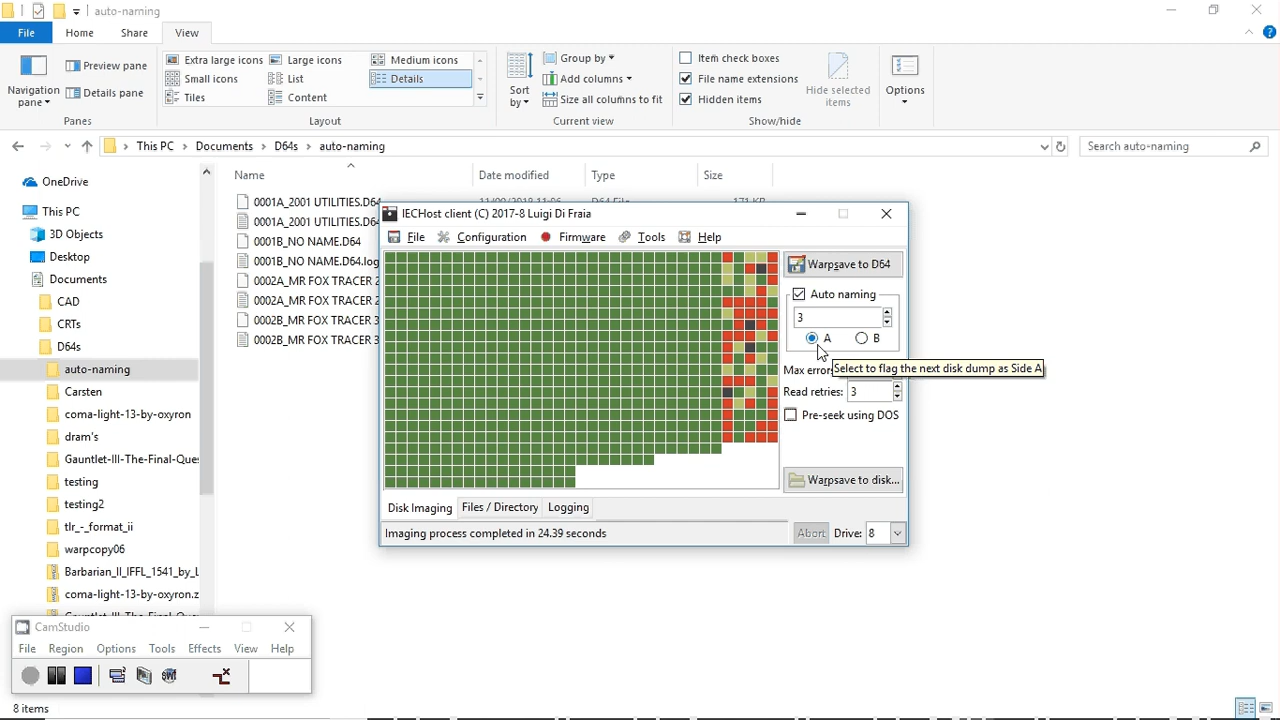 auto-naming
File
Home
Share
View
Navigation pane
Preview pane
Details pane
Panes
Extra large icons
Large icons
Medium icons
Small icons
List
Details
Tiles
Content
Layout
Sort by
Group by
Add columns
Size all columns to fit
Current view
Item check boxes
File name extensions
Hidden items
Hide selected items
Show/hide
Options
This PC
Documents
D64s
auto-naming
Search auto-naming
Name
Date modified
Type
Size
OneDrive
This PC
3D Objects
Desktop
Documents
CAD
CRTs
D64s
auto-naming
Carsten
coma-light-13-by-oxyron
dram's
Gauntlet-III-The-Final-Ques
testing
testing2
tlr_-_format_ii
warpcopy06
Barbarian_II_IFFL_1541_by_L
coma-light-13-by-oxyron.z
0001A_2001 UTILITIES.D64
0001A_2001 UTILITIES.D64
0001B_NO NAME.D64
0001B_NO NAME.D64.log
0002A_MR FOX TRACER 2
0002A_MR FOX TRACER 2
0002B_MR FOX TRACER 3
0002B_MR FOX TRACER 3
IECHost client (C) 2017-8 Luigi Di Fraia
File
Configuration
Firmware
Tools
Help
Warpsave to D64
Auto naming
3
A
B
Select to flag the next disk dump as Side A
Max error
Read retries: 3
Pre-seek using DOS
Warpsave to disk...
Disk Imaging
Files / Directory
Logging
Imaging process completed in 24.39 seconds
Abort
Drive: 8
CamStudio
File
Region
Options
Tools
Effects
View
Help
8 items